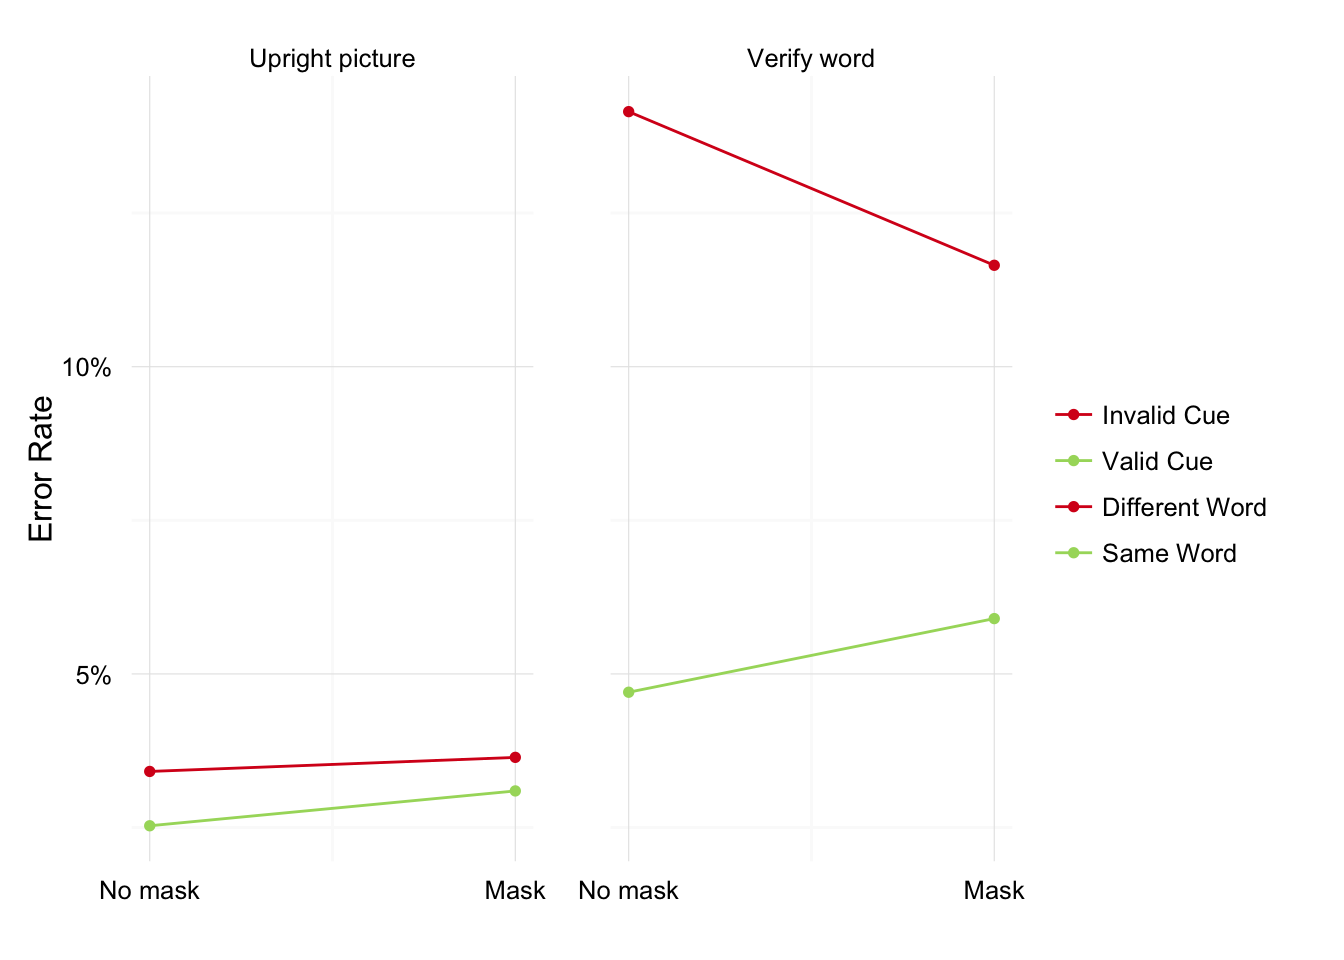 Upright picture
Verify word
10%
5%
Error Rate
Invalid Cue
Valid Cue
Different Word
Same Word
No mask
Mask
No mask
Mask